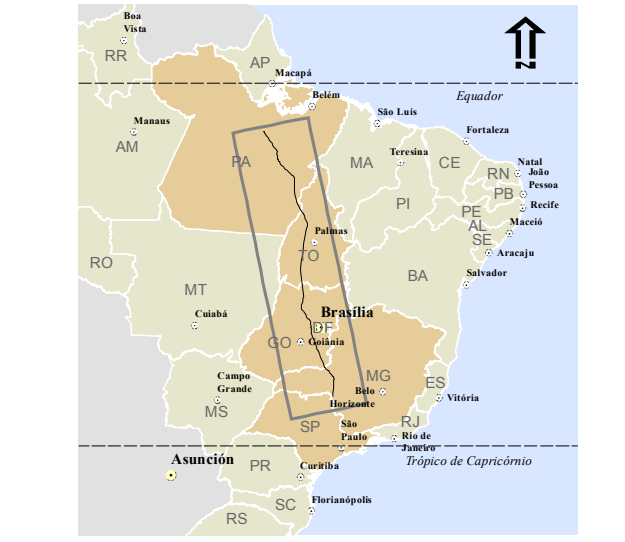 Boa
Vista
RR
AP
Macapá
N
Belém
Equador
São Luís
Manaus
AM
Fortaleza
PA
Teresina
MA
CE
Natal
RN
João
Pessoa
PB
PI
Recife
PE
AL
Maceió
SE
Palmas
TO
Aracaju
RO
BA
Salvador
MT
Cuiabá
Brasília
DF
GO
Goiânia
Campo
Grande
MS
MG
ES
Belo
Horizonte
Vitória
SP
São
Paulo
RJ
Rio de
Janeiro
Asunción
Trópico de Capricórnio
PR
Curitiba
SC
Florianópolis
RS